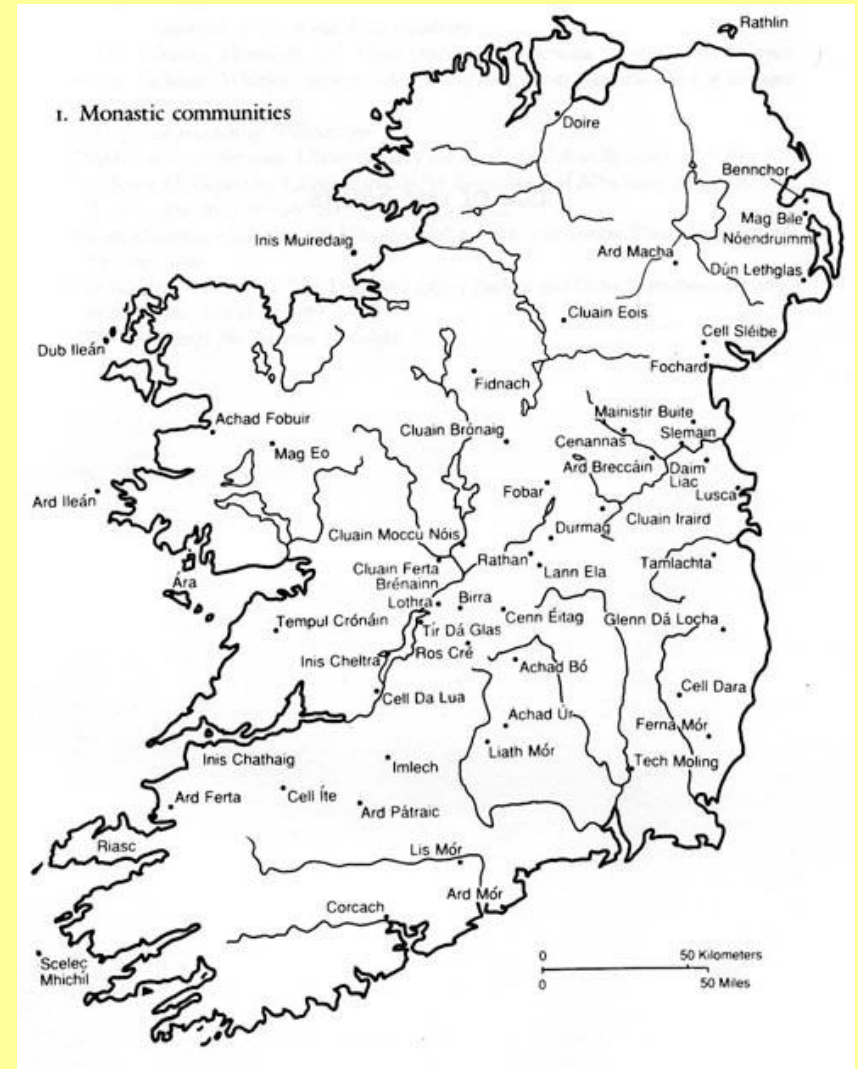 Rathlin
1. Monastic communities
Doire
Bennchor
Mag Bile
Nóendruimm
Inis Muiredaig
Ard Macha
Dún Lethglas
Cluain Eois
Cell Sléibe
Dub Ileán
Fochard
Fidnach
Achad Fobuir
Mainistir Buite
Cluain Brónaig
Slemain
Mag Eo
Cenannas
Ard Breccáin
Daim
Liac
Ard Ileán
Fobar
Lusca
Durmag
Cluain Iraird
Cluain Moccu Nóis
Rathan
Tamlachta
Cluain Ferta
Brénainn
Lann Ela
Ára
Lothra
Birra
Tempul Crónáin
Cenn Éitag
Glenn Dá Locha
Tír Dá Glas
Inis Cheltra
Ros Cré
Achad Bó
Cell Da Lua
Cell Dara
Achad Úr
Ferna Mór
Liath Mór
Inis Chathaig
Imlech
Tech Moling
Ard Ferta
Cell Íte
Ard Pátraic
Riasc
Lis Mór
Ard Mór
Corcach
0 50 Kilometers
Scelec
Mhichíl
0 50 Miles